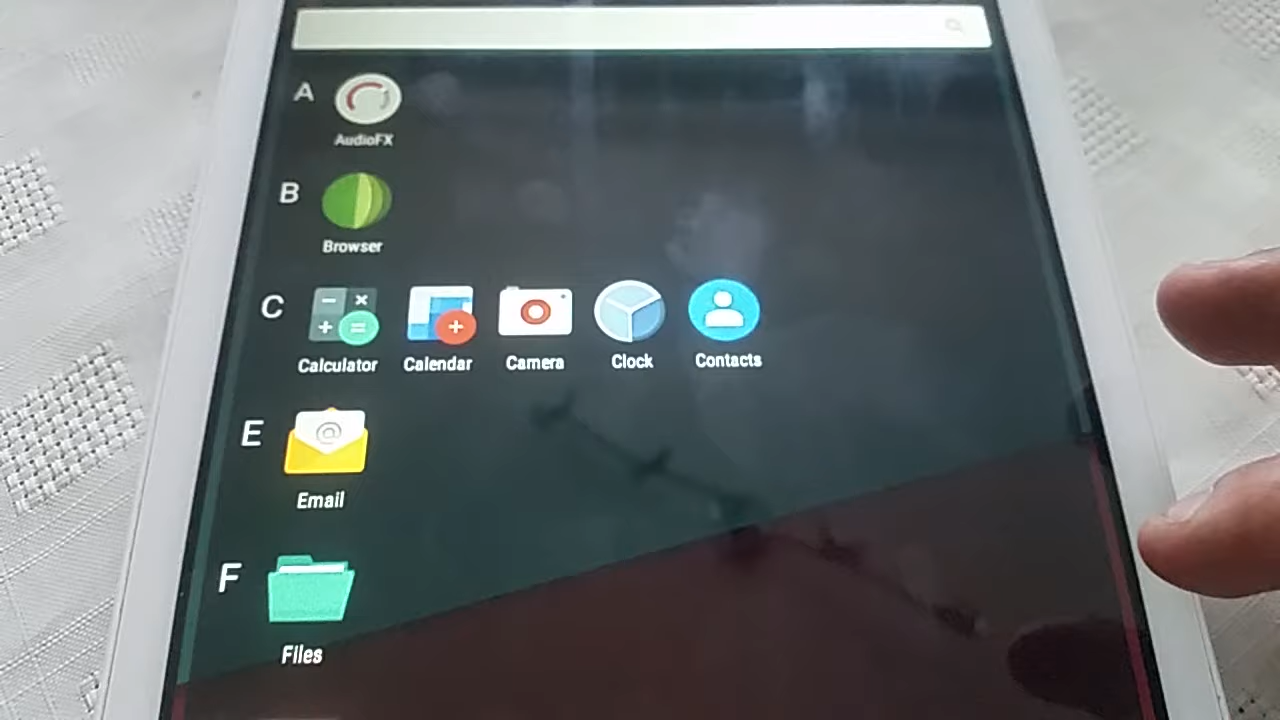 A
AudioFX
B
Browser
C
Calculator Calendar Camera Clock Contacts
E
@
Email
F
Files